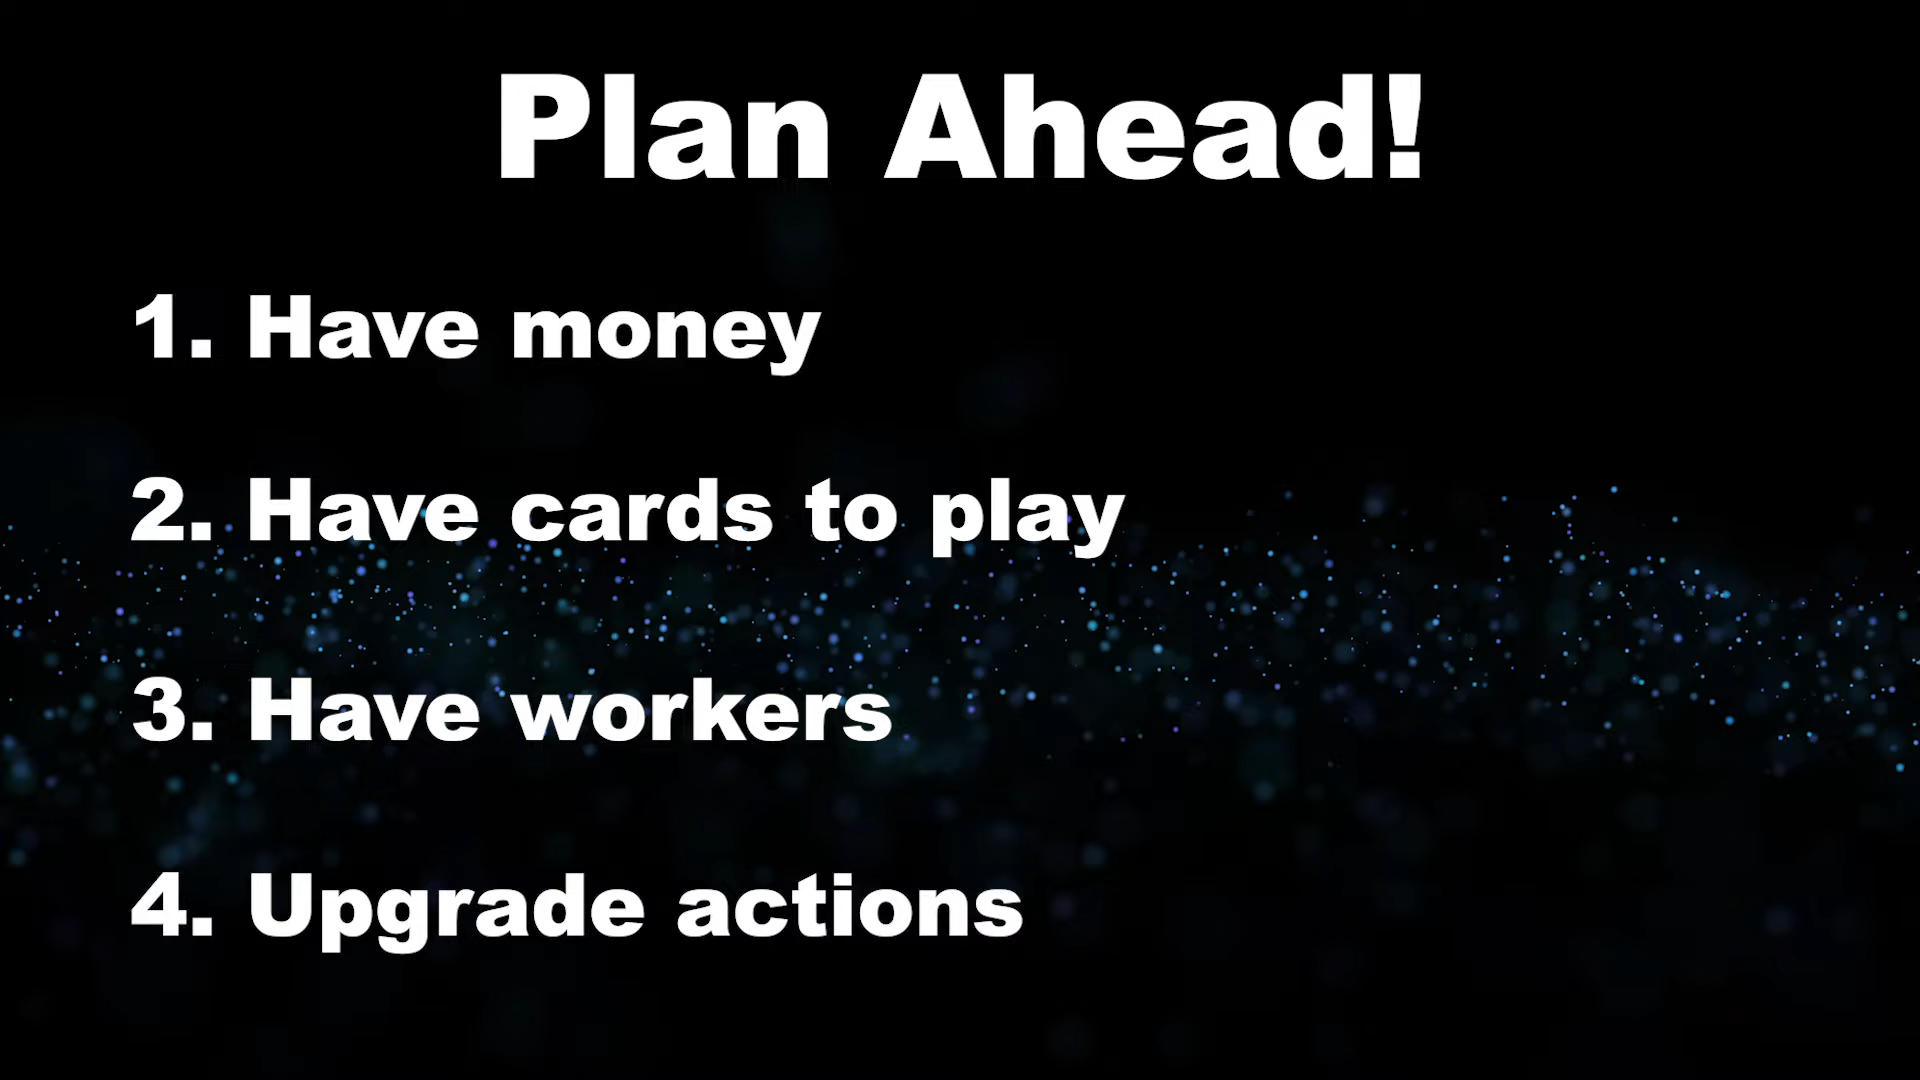 Plan Ahead!
1. Have money
2. Have cards to play
3. Have workers
4. Upgrade actions